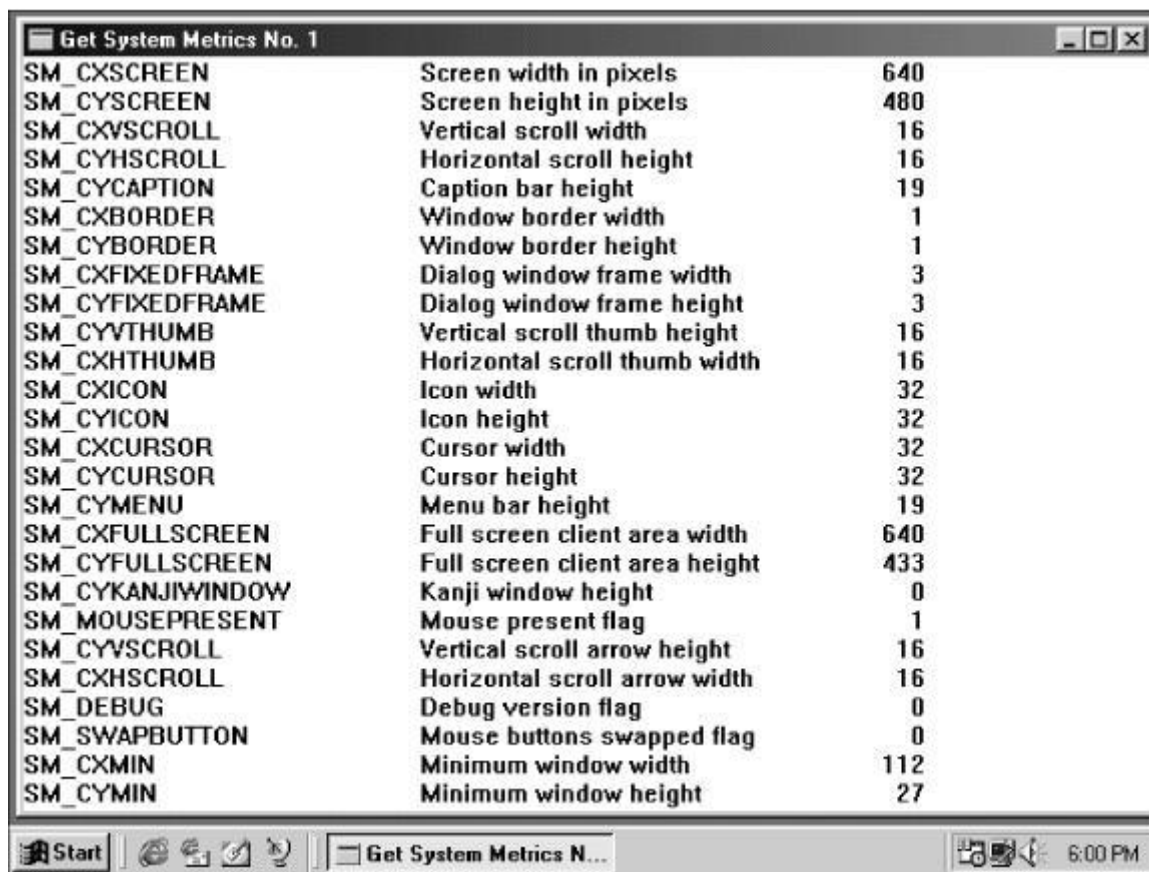 Get System Metrics No. 1
SM_CXSCREEN Screen width in pixels 640
SM_CYSCREEN Screen height in pixels 480
SM_CXVSCROLL Vertical scroll width 16
SM_CYHSCROLL Horizontal scroll height 16
SM_CYCAPTION Caption bar height 19
SM_CXBORDER Window border width 1
SM_CYBORDER Window border height 1
SM_CXFIXEDFRAME Dialog window frame width 3
SM_CYFIXEDFRAME Dialog window frame height 3
SM_CYVTHUMB Vertical scroll thumb height 16
SM_CXHTHUMB Horizontal scroll thumb width 16
SM_CXICON Icon width 32
SM_CYICON Icon height 32
SM_CXCURSOR Cursor width 32
SM_CYCURSOR Cursor height 32
SM_CYMENU Menu bar height 19
SM_CXFULLSCREEN Full screen client area width 640
SM_CYFULLSCREEN Full screen client area height 433
SM_CYKANJIWINDOW Kanji window height 0
SM_MOUSEPRESENT Mouse present flag 1
SM_CYVSCROLL Vertical scroll arrow height 16
SM_CXHSCROLL Horizontal scroll arrow width 16
SM_DEBUG Debug version flag 0
SM_SWAPBUTTON Mouse buttons swapped flag 0
SM_CXMIN Minimum window width 112
SM_CYMIN Minimum window height 27
Start Get System Metrics N... 6:00 PM